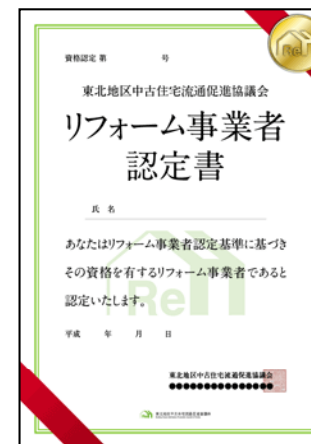 資格認定 第 号
Re
東北地区中古住宅流通促進協議会
リフォーム事業者
認定書
氏 名
あなたはリフォーム事業者認定基準に基づき
その資格を有するリフォーム事業者であると
認定いたします。
Re
平成 年 月 日
東北地区中古住宅流通促進協議会
●●●●●●●●●●●●●●●